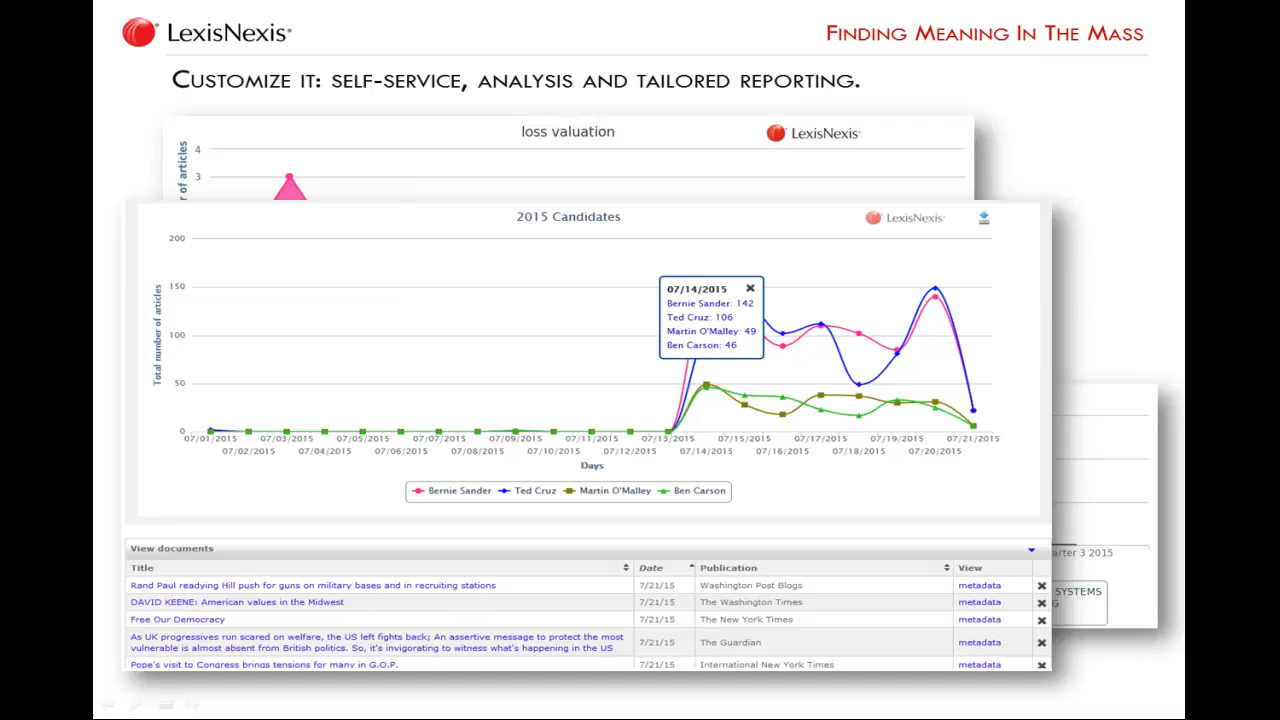 LexisNexis®
FINDING MEANING IN THE MASS
CUSTOMIZE IT: SELF-SERVICE, ANALYSIS AND TAILORED REPORTING.
loss valuation
LexisNexis®
4
3
r of articles
2015 Candidates
LexisNexis®
Total number of articles
200
150
100
50
0
07/14/2015 ✖
Bernie Sander: 142
Ted Cruz: 106
Martin O'Malley: 49
Ben Carson: 46
07/01/2015 07/03/2015 07/05/2015 07/07/2015 07/09/2015 07/11/2015 07/13/2015 07/15/2015 07/17/2015 07/19/2015 07/21/2015
07/02/2015 07/04/2015 07/06/2015 07/08/2015 07/10/2015 07/12/2015 07/14/2015 07/16/2015 07/18/2015 07/20/2015
Days
Bernie Sander Ted Cruz Martin O'Malley Ben Carson
arter 3 2015
SYSTEMS
G
View documents
Title Date Publication View
Rand Paul readying Hill push for guns on military bases and in recruiting stations 7/21/15 Washington Post Blogs metadata ✖
DAVID KEENE: American values in the Midwest 7/21/15 The Washington Times metadata ✖
Free Our Democracy 7/21/15 The New York Times metadata ✖
As UK progressives run scared on welfare, the US left fights back; An assertive message to protect the most
vulnerable is almost absent from British politics. So, it's invigorating to witness what's happening in the US 7/21/15 The Guardian metadata ✖
Pope's visit to Congress brings tensions for many in G.O.P. 7/21/15 International New York Times metadata ✖